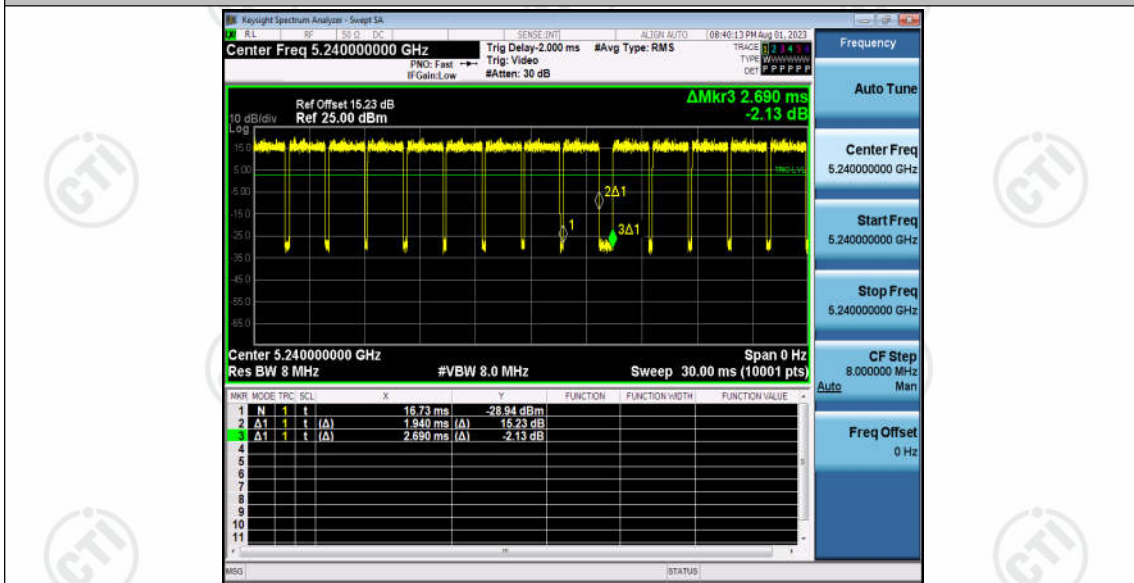 Keysight Spectrum Analyzer - Swept SA
RL RF 50 Ω DC SENSE:INT ALIGN AUTO 08:40:13 PM Aug 01, 2023
Center Freq 5.240000000 GHz
PNO: Fast
IFGain:Low
Trig Delay-2.000 ms
Trig: Video
#Atten: 30 dB
#Avg Type: RMS
TRACE 1 2 3 4 5 6
TYPE WWWWWW
DET P P P P P P
Frequency
Auto Tune
Center Freq
5.240000000 GHz
Start Freq
5.240000000 GHz
Stop Freq
5.240000000 GHz
CF Step
8.000000 MHz
Auto Man
Freq Offset
0 Hz
ΔMkr3 2.690 ms
-2.13 dB
Ref Offset 15.23 dB
10 dB/div Ref 25.00 dBm
Log
15.0
5.00
-5.00
-15.0
-25.0
-35.0
-45.0
-55.0
-65.0
TRIG LVL
2Δ1
1
3Δ1
Center 5.240000000 GHz Span 0 Hz
Res BW 8 MHz #VBW 8.0 MHz Sweep 30.00 ms (10001 pts)
MKR MODE TRC SCL X Y FUNCTION FUNCTION WIDTH FUNCTION VALUE
1 N 1 t 16.73 ms -28.94 dBm
2 Δ1 1 t (Δ) 1.940 ms (Δ) 15.23 dB
3 Δ1 1 t (Δ) 2.690 ms (Δ) -2.13 dB
4
5
6
7
8
9
10
11
MSG STATUS
CTI
CTI
CTI
CTI